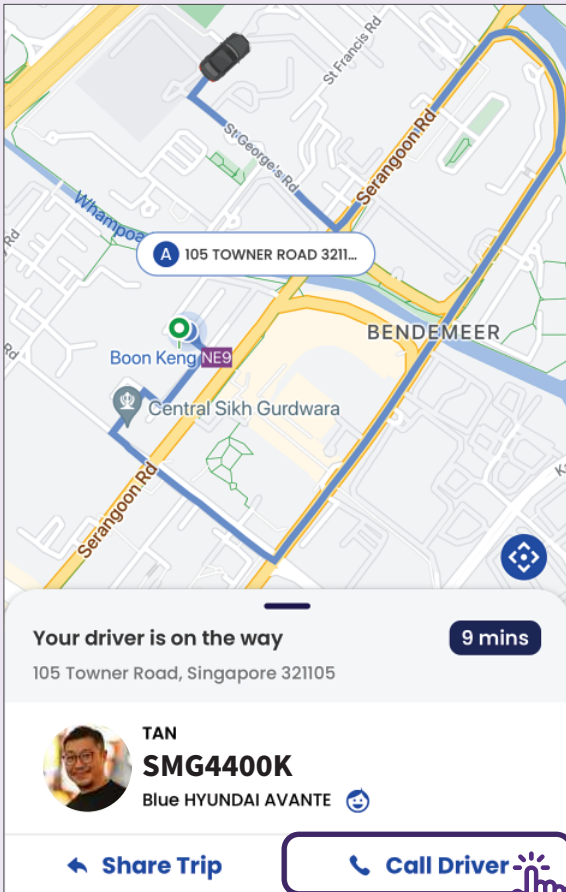 St Francis Rd
St George's Rd
Serangoon Rd
Whampoa
A 105 TOWNER ROAD 3211...
Rd
BENDEMEER
Boon Keng NE9
Rd
Central Sikh Gurdwara
Serangoon Rd
Your driver is on the way
9 mins
105 Towner Road, Singapore 321105
TAN
SMG4400K
Blue HYUNDAI AVANTE
Share Trip
Call Driver